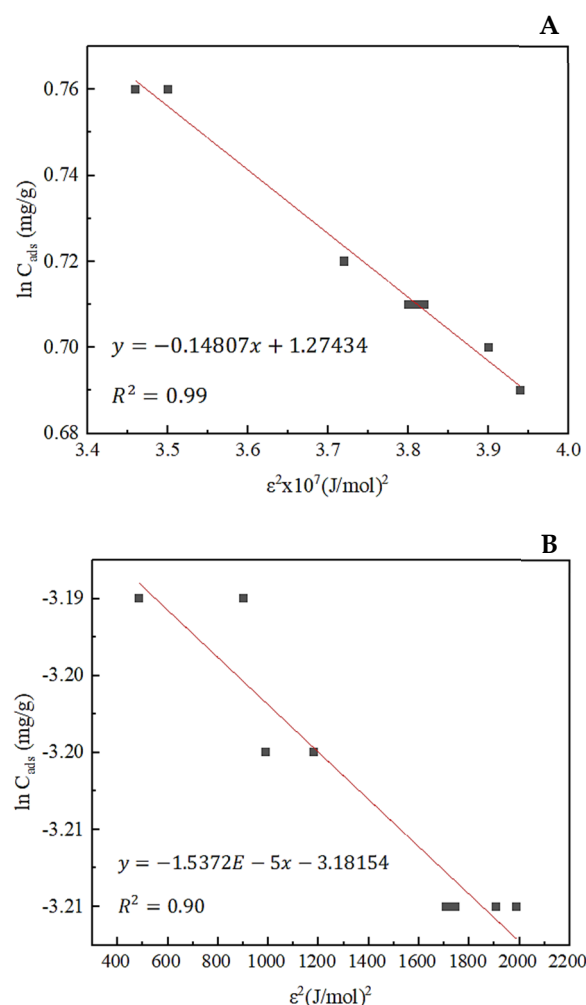 A
ln C_ads (mg/g)
0.76
0.74
0.72
0.70
0.68
y = −0.14807x + 1.27434
R² = 0.99
3.4 3.5 3.6 3.7 3.8 3.9 4.0
ε²x10⁷(J/mol)²
B
ln C_ads (mg/g)
-3.19
-3.20
-3.20
-3.21
-3.21
y = −1.5372E − 5x − 3.18154
R² = 0.90
400 600 800 1000 1200 1400 1600 1800 2000 2200
ε²(J/mol)²